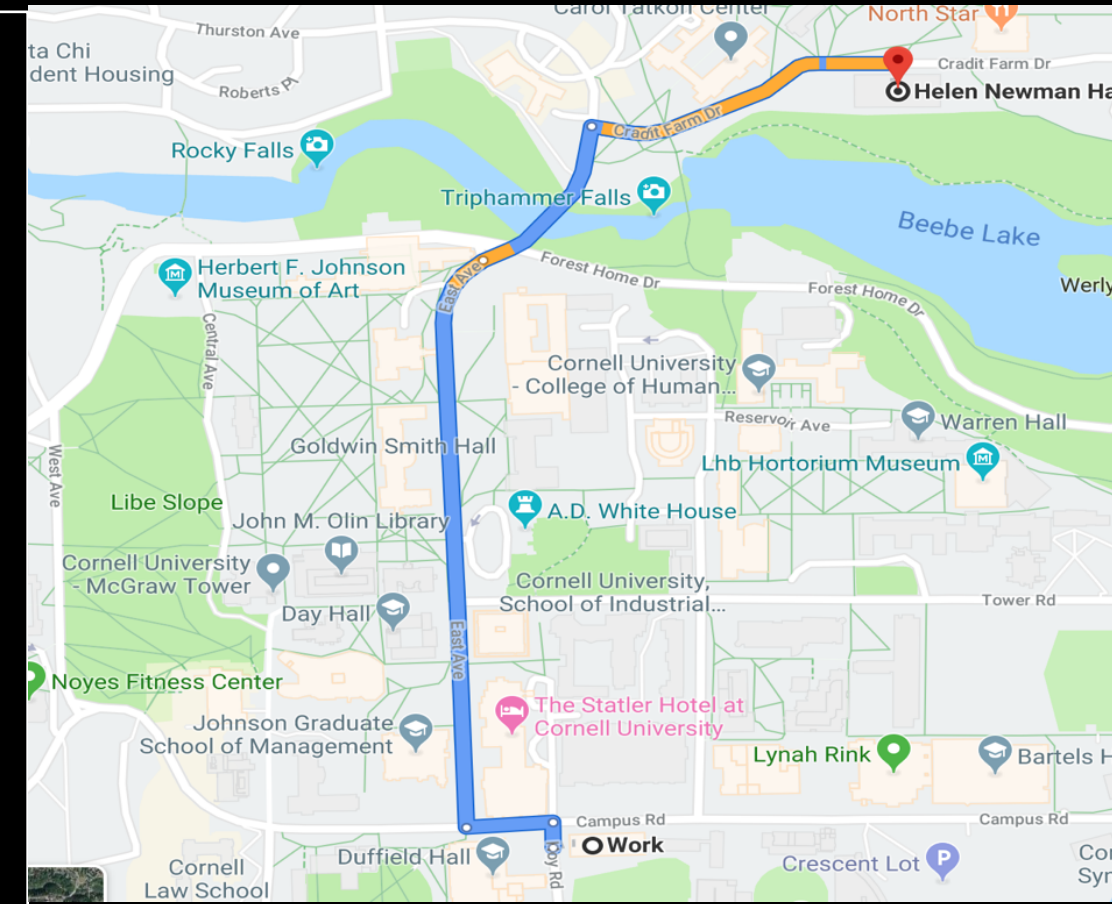 Carol Tatkon Center
North Star
Thurston Ave
ta Chi
dent Housing
Roberts Pl
Cradit Farm Dr
Helen Newman Ha
Cradit Farm Dr
Rocky Falls
Triphammer Falls
Beebe Lake
Herbert F. Johnson
Museum of Art
East Ave
Forest Home Dr
Forest Home Dr
Werly
Central Ave
Cornell University
- College of Human...
Reservoir Ave
Warren Hall
Goldwin Smith Hall
Lhb Hortorium Museum
West Ave
Libe Slope
John M. Olin Library
A.D. White House
Cornell University
- McGraw Tower
Cornell University,
School of Industrial...
Day Hall
Tower Rd
East Ave
Noyes Fitness Center
The Statler Hotel at
Cornell University
Johnson Graduate
School of Management
Lynah Rink
Bartels H
Campus Rd
Campus Rd
Work
Duffield Hall
Hoy Rd
Crescent Lot
P
Cor
Syn
Cornell
Law School